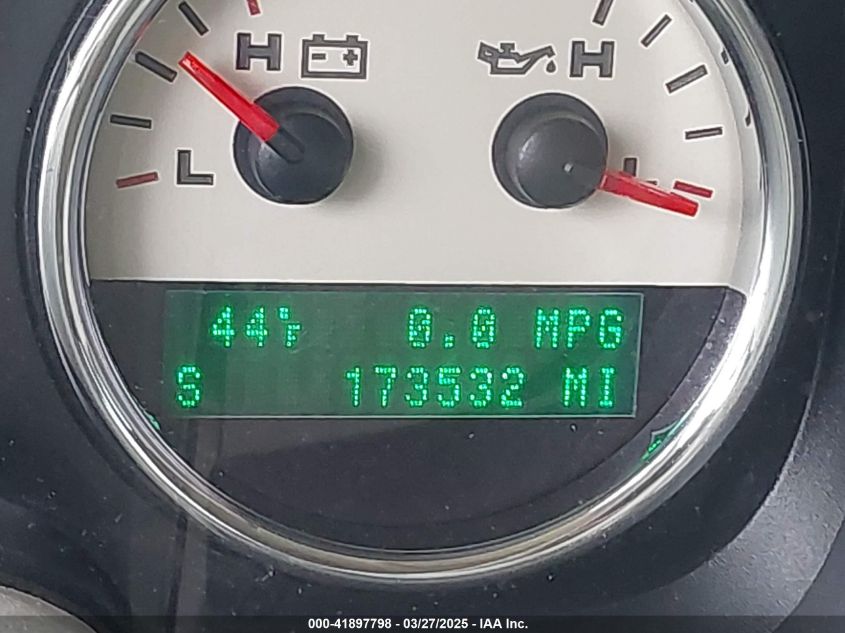 H H
L L
44°F 0.0 MPG
S 173532 MI
000-41897798 - 03/27/2025 - IAA Inc.